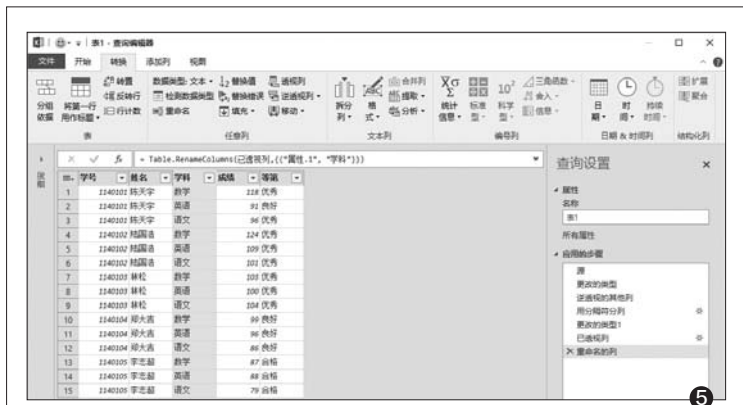 表1 - 查询编辑器
文件 开始 转换 添加列 视图
分组依据 将第一行用作标题 转置 反转行 行行计数 数据类型: 文本 检测数据类型 重命名 替换值 替换错误 填充 透视列 逆透视列 移动 拆分列 格式 合并列 提取 分析 统计信息 标准型 10² 科学型 三角函数 舍入 信息 日期 时间 持续时间 扩展 聚合
表 任意列 文本列 编号列 日期 & 时间列 结构化列
= Table.RenameColumns(已透视列,{{"属性.1", "学科"}})
学号 姓名 学科 成绩 等第
1 1140101 陈天宇 数学 118 优秀
2 1140101 陈天宇 英语 91 良好
3 1140101 陈天宇 语文 96 优秀
4 1140102 陆国浩 数学 124 优秀
5 1140102 陆国浩 英语 109 优秀
6 1140102 陆国浩 语文 101 优秀
7 1140103 林松 数学 103 优秀
8 1140103 林松 英语 100 优秀
9 1140103 林松 语文 104 优秀
10 1140104 郑大吉 数学 99 良好
11 1140104 郑大吉 英语 96 良好
12 1140104 郑大吉 语文 86 良好
13 1140105 李志超 数学 87 合格
14 1140105 李志超 英语 88 合格
15 1140105 李志超 语文 79 合格
查询设置
属性
名称
表1
所有属性
应用的步骤
源
更改的类型
逆透视的其他列
用分隔符分列
更改的类型1
已透视列
重命名的列
❺